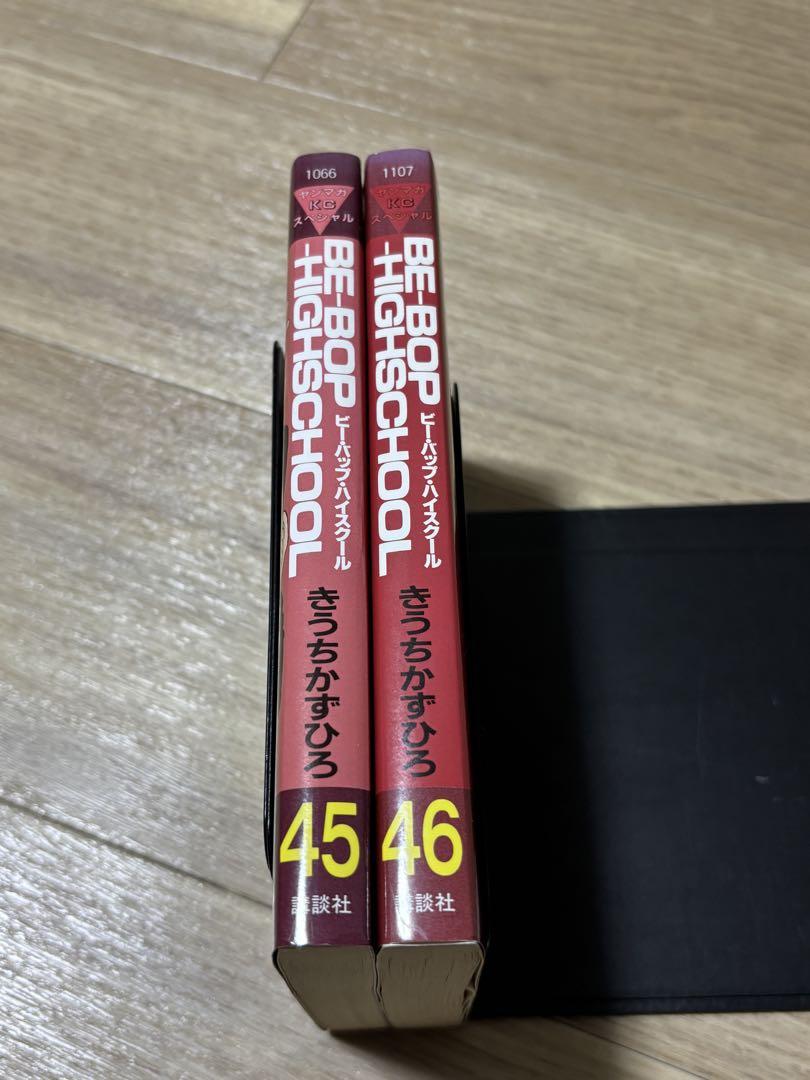 1066
ヤンマガ
KC
スペシャル
BE-BOP
-HIGHSCHOOL
ビー・バップ・ハイスクール
きうちかずひろ
45
講談社
1107
ヤンマガ
KC
スペシャル
BE-BOP
-HIGHSCHOOL
ビー・バップ・ハイスクール
きうちかずひろ
46
講談社